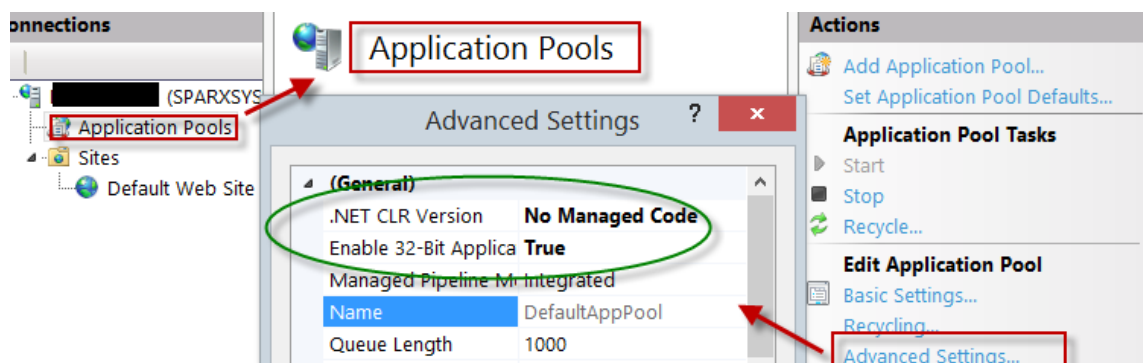 onnections
(SPARXSYS
Application Pools
Sites
Default Web Site
Application Pools
Advanced Settings
?
x
(General)
.NET CLR Version No Managed Code
Enable 32-Bit Applica True
Managed Pipeline M Integrated
Name DefaultAppPool
Queue Length 1000
Actions
Add Application Pool...
Set Application Pool Defaults...
Application Pool Tasks
Start
Stop
Recycle...
Edit Application Pool
Basic Settings...
Recycling...
Advanced Settings...